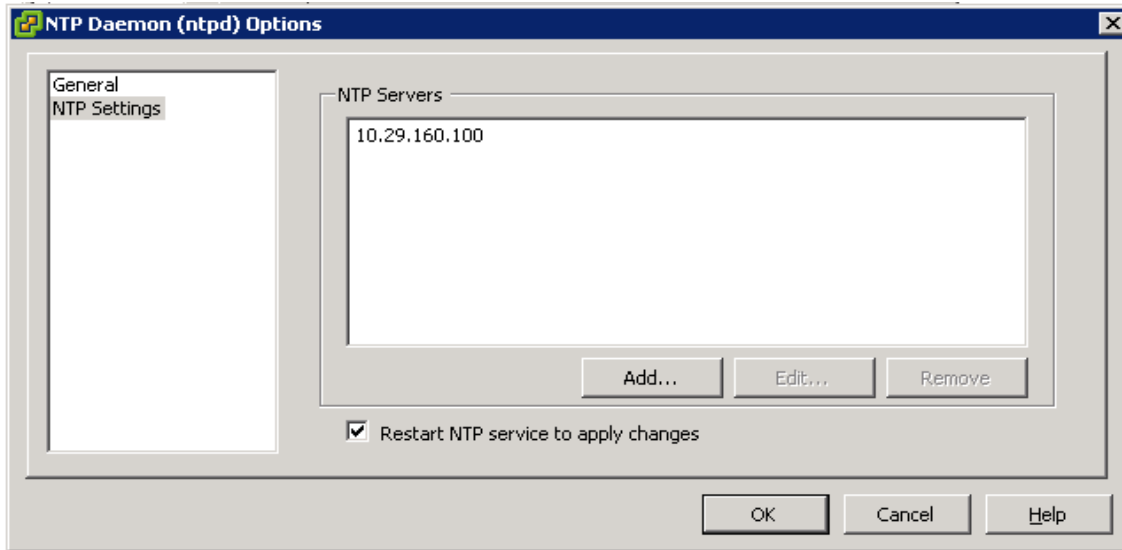 NTP Daemon (ntpd) Options
General
NTP Settings
NTP Servers
10.29.160.100
Add...
Edit...
Remove
Restart NTP service to apply changes
OK
Cancel
Help